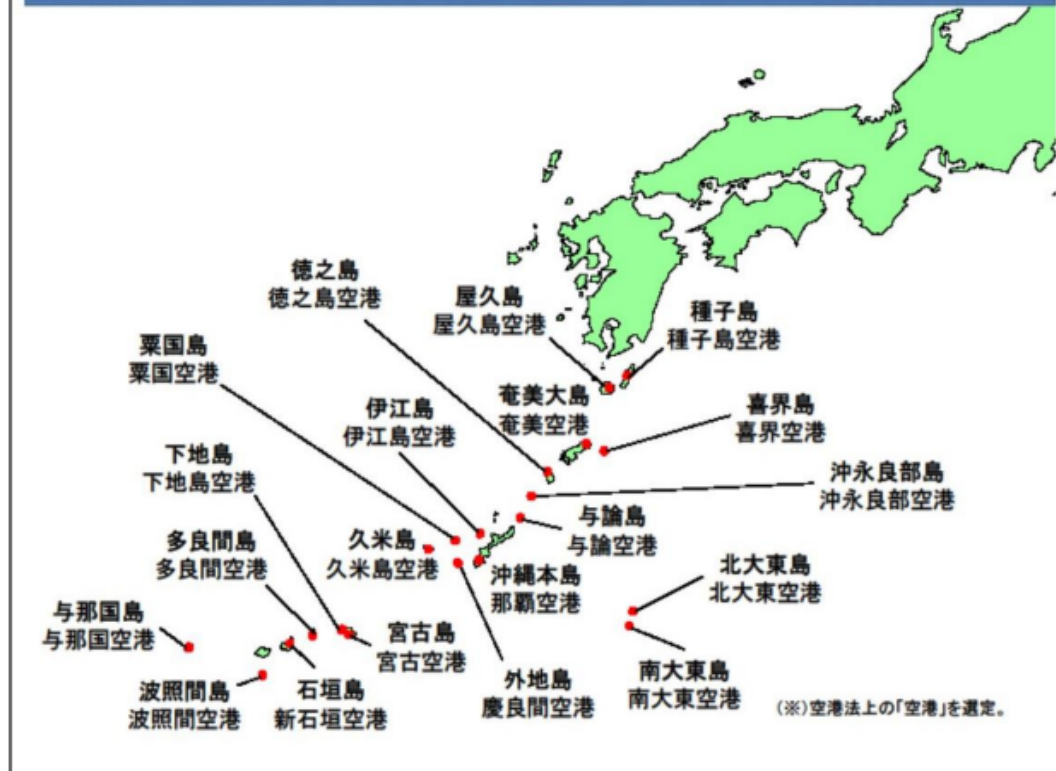 徳之島
徳之島空港
屋久島
屋久島空港
種子島
種子島空港
粟国島
粟国空港
伊江島
伊江島空港
奄美大島
奄美空港
喜界島
喜界空港
下地島
下地島空港
沖永良部島
沖永良部空港
多良間島
多良間空港
久米島
久米島空港
与論島
与論空港
沖縄本島
那覇空港
北大東島
北大東空港
与那国島
与那国空港
宮古島
宮古空港
波照間島
波照間空港
石垣島
新石垣空港
外地島
慶良間空港
南大東島
南大東空港
(※)空港法上の「空港」を選定。